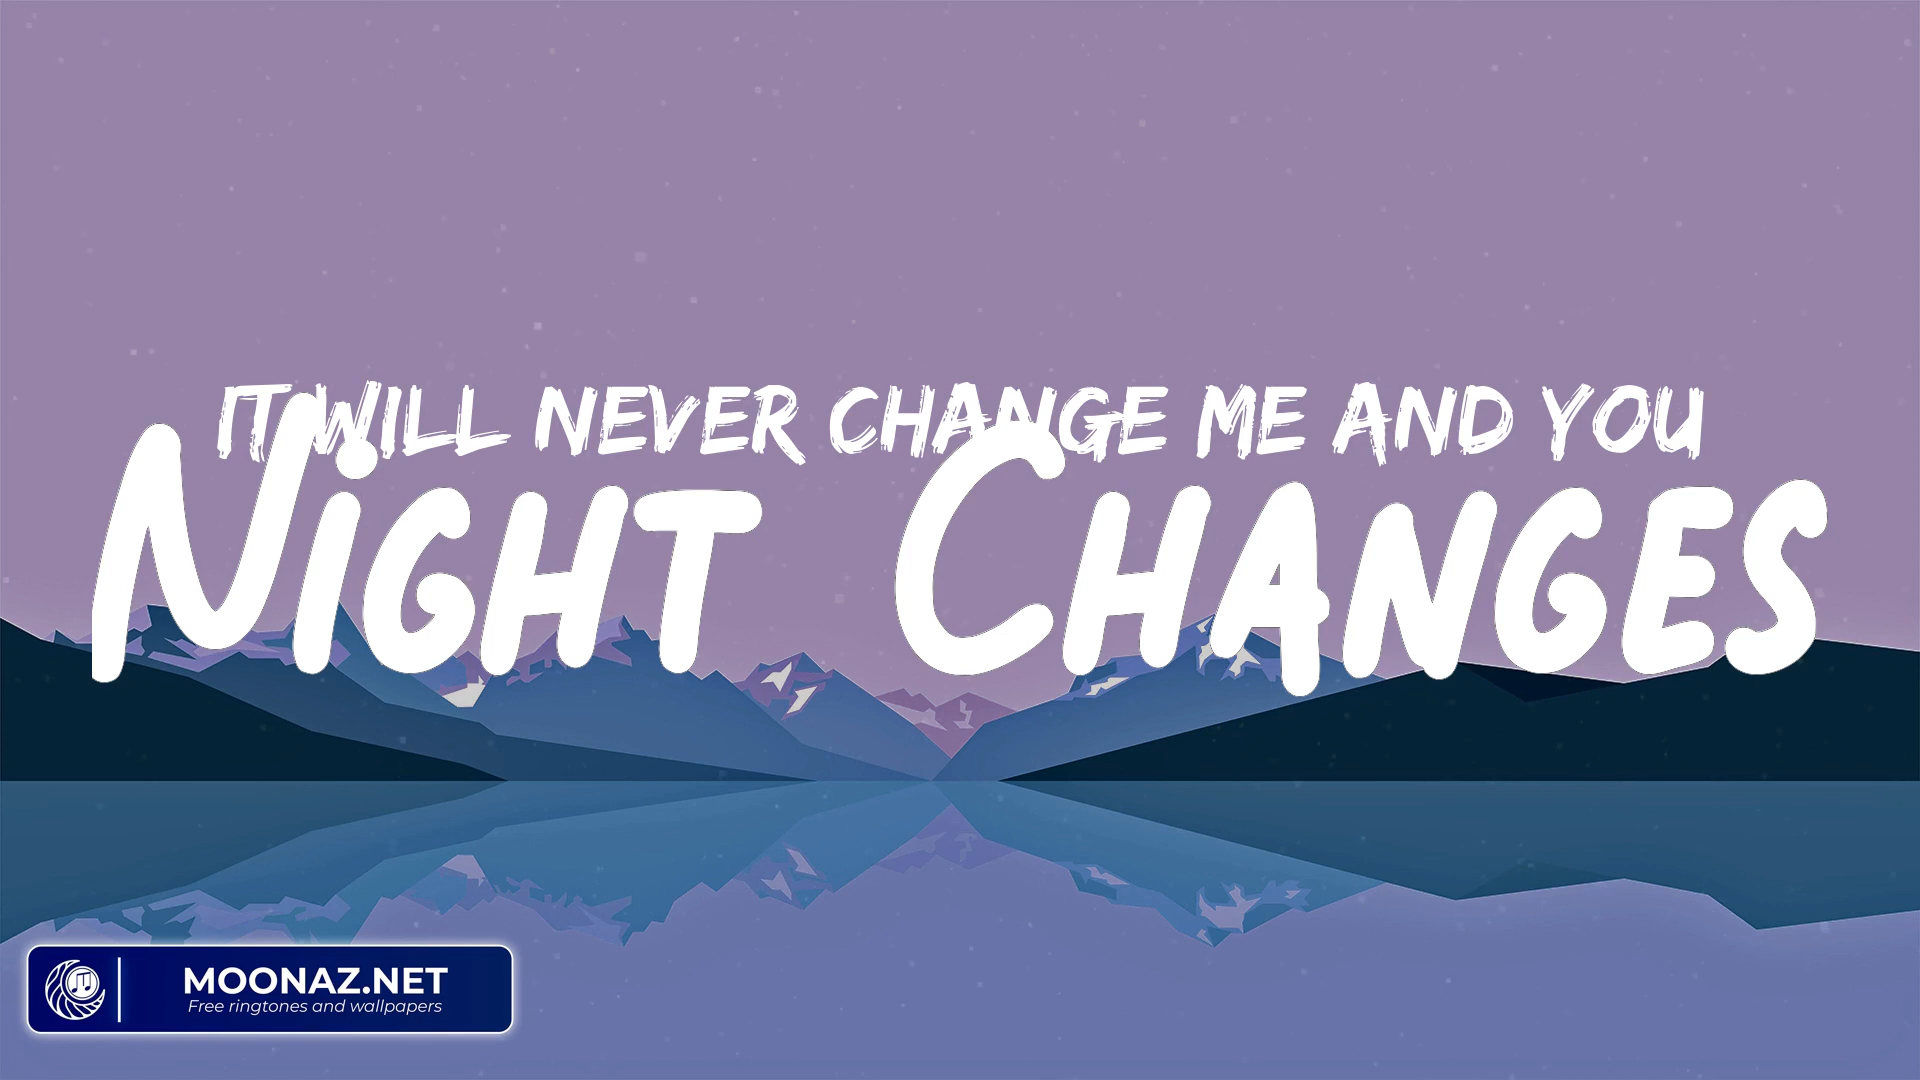 IT WILL NEVER CHANGE ME AND YOU
NIGHT CHANGES
MOONAZ.NET
Free ringtones and wallpapers